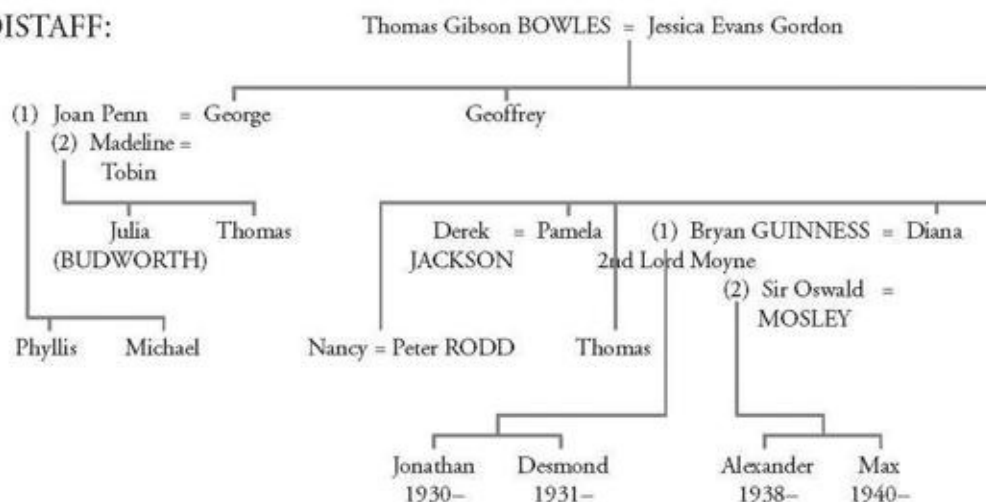 DISTAFF:
Thomas Gibson BOWLES = Jessica Evans Gordon
(1) Joan Penn = George
Geoffrey
(2) Madeline =
Tobin
Julia
(BUDWORTH)
Thomas
Derek = Pamela
JACKSON
(1) Bryan GUINNESS = Diana
2nd Lord Moyne
(2) Sir Oswald =
MOSLEY
Phyllis
Michael
Nancy = Peter RODD
Thomas
Jonathan
1930–
Desmond
1931–
Alexander
1938–
Max
1940–